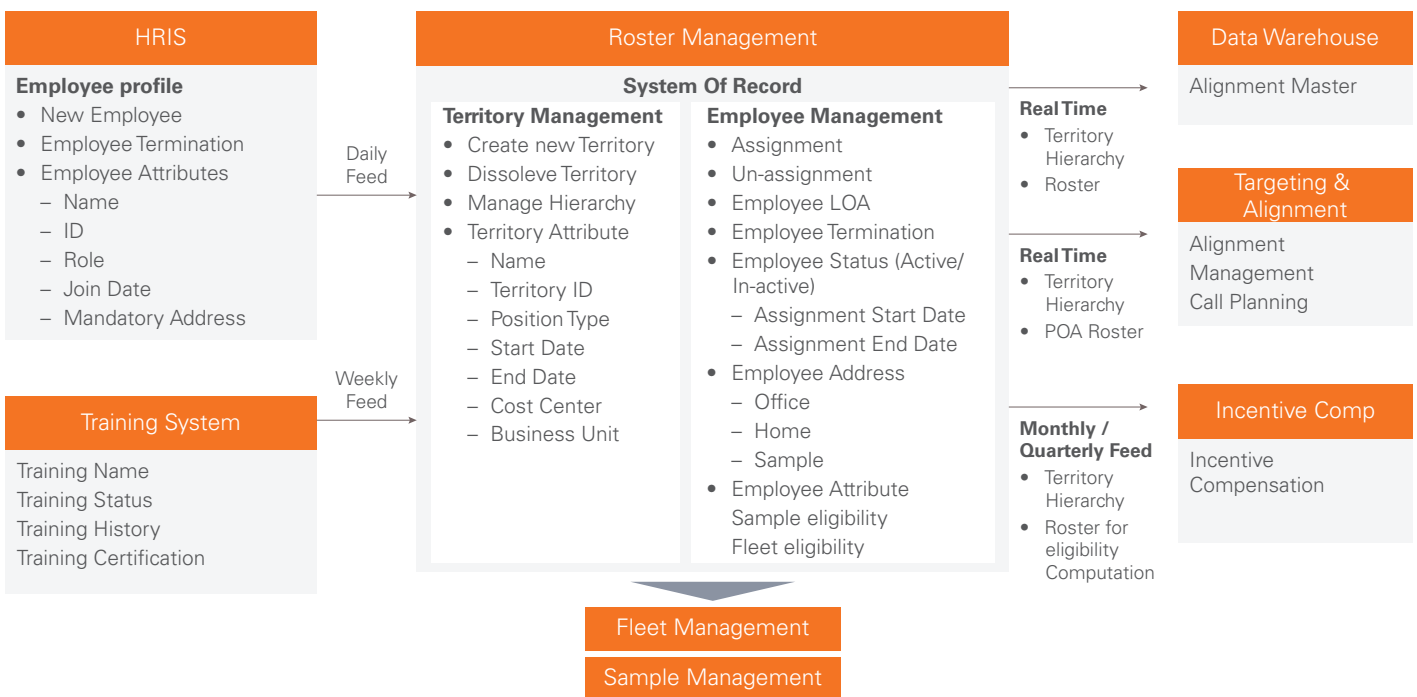 HRIS
Employee profile
• New Employee
• Employee Termination
• Employee Attributes
– Name
– ID
– Role
– Join Date
– Mandatory Address
Training System
Training Name
Training Status
Training History
Training Certification
Daily
Feed
Weekly
Feed
Roster Management
System Of Record
Territory Management
• Create new Territory
• Dissoleve Territory
• Manage Hierarchy
• Territory Attribute
– Name
– Territory ID
– Position Type
– Start Date
– End Date
– Cost Center
– Business Unit
Employee Management
• Assignment
• Un-assignment
• Employee LOA
• Employee Termination
• Employee Status (Active/
In-active)
– Assignment Start Date
– Assignment End Date
• Employee Address
– Office
– Home
– Sample
• Employee Attribute
Sample eligibility
Fleet eligibility
Real Time
• Territory
Hierarchy
• Roster
Real Time
• Territory
Hierarchy
• POA Roster
Monthly /
Quarterly Feed
• Territory
Hierarchy
• Roster for
eligibility
Computation
Data Warehouse
Alignment Master
Targeting &
Alignment
Alignment
Management
Call Planning
Incentive Comp
Incentive
Compensation
Fleet Management
Sample Management